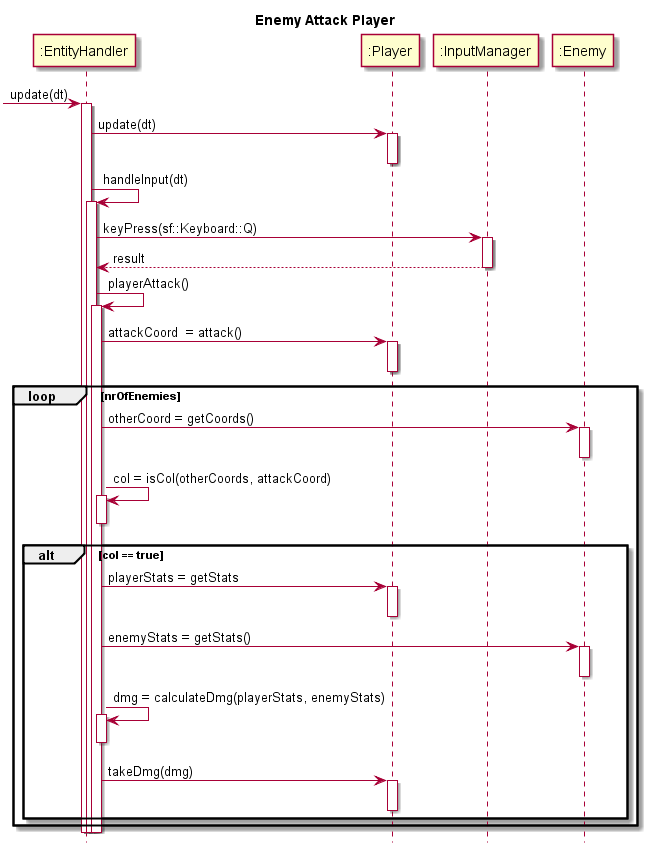 Enemy Attack Player
:EntityHandler
:Player
:InputManager
:Enemy
update(dt)
update(dt)
handleInput(dt)
keyPress(sf::Keyboard::Q)
result
playerAttack()
attackCoord  = attack()
loop
[nrOfEnemies]
otherCoord = getCoords()
col = isCol(otherCoords, attackCoord)
alt
[col == true]
playerStats = getStats
enemyStats = getStats()
dmg = calculateDmg(playerStats, enemyStats)
takeDmg(dmg)